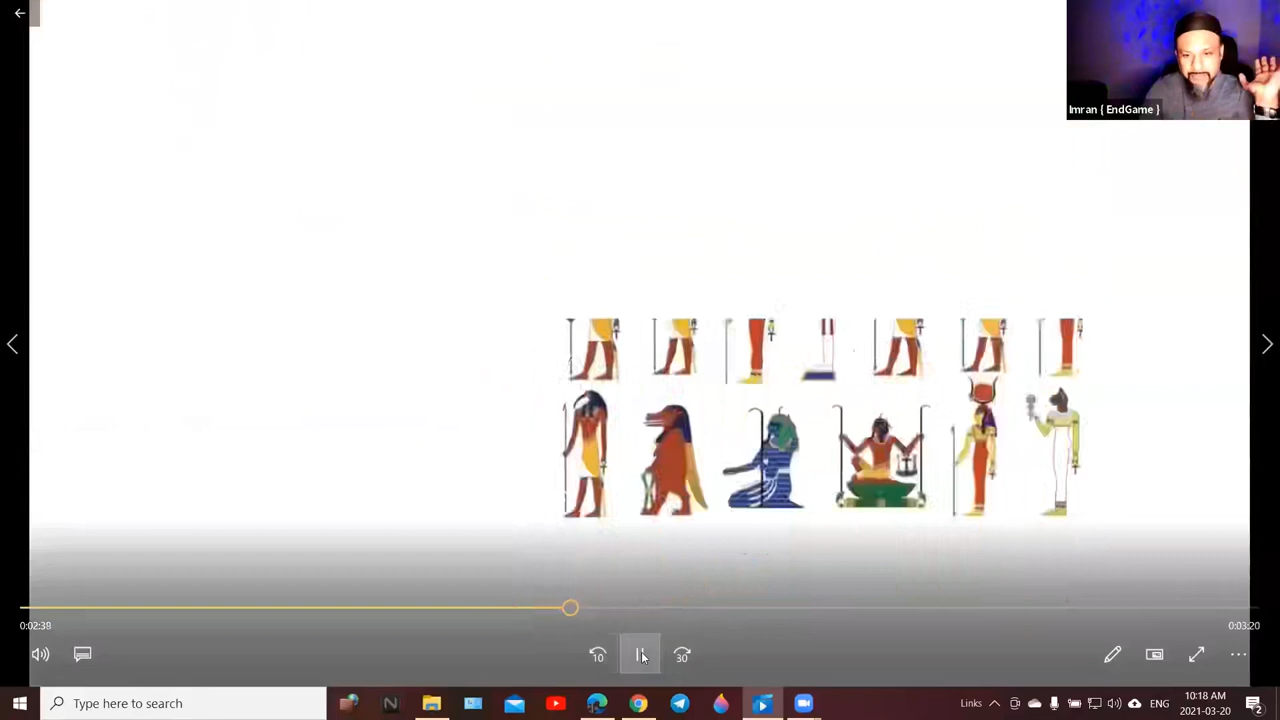 Imran { EndGame }
0:02:39
0:03:20
10
30
Type here to search
N
Links
ENG
10:18 AM
2021-03-20
2